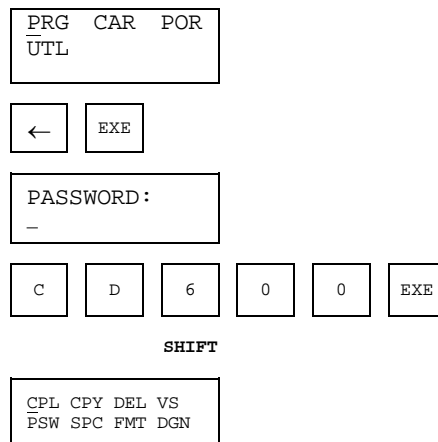 PRG CAR POR
UTL
← EXE
PASSWORD:
_
C D 6 0 0 EXE
SHIFT
CPL CPY DEL VS
PSW SPC FMT DGN